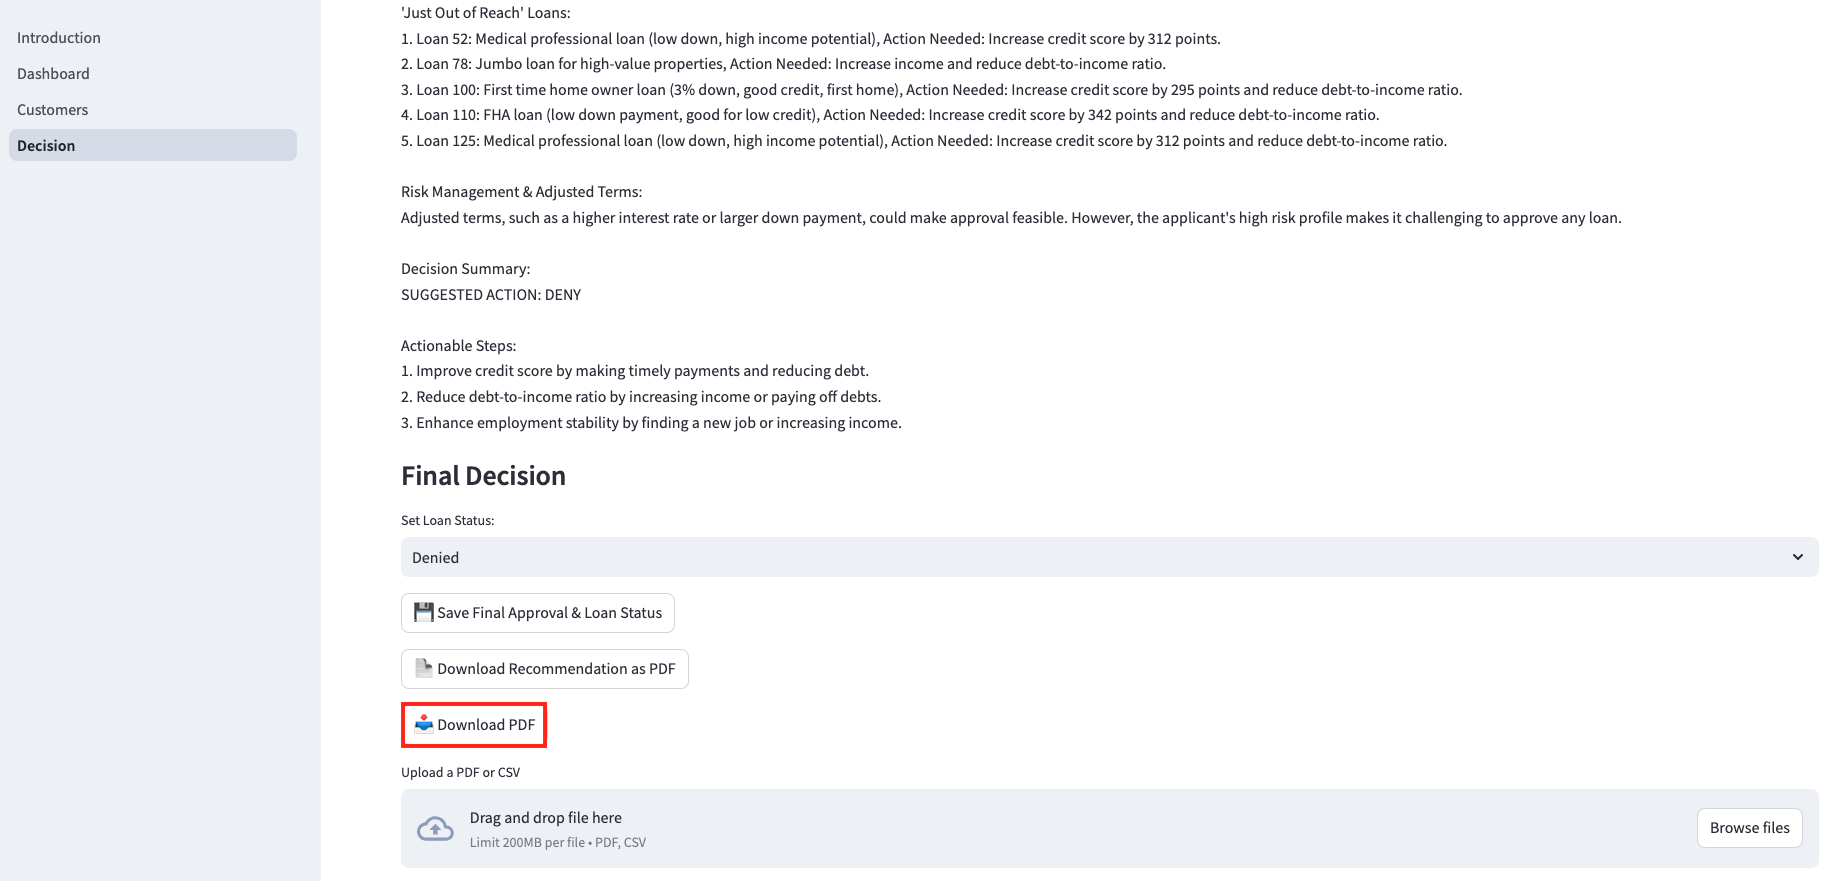 Introduction
Dashboard
Customers
Decision
'Just Out of Reach' Loans:
1. Loan 52: Medical professional loan (low down, high income potential), Action Needed: Increase credit score by 312 points.
2. Loan 78: Jumbo loan for high-value properties, Action Needed: Increase income and reduce debt-to-income ratio.
3. Loan 100: First time home owner loan (3% down, good credit, first home), Action Needed: Increase credit score by 295 points and reduce debt-to-income ratio.
4. Loan 110: FHA loan (low down payment, good for low credit), Action Needed: Increase credit score by 342 points and reduce debt-to-income ratio.
5. Loan 125: Medical professional loan (low down, high income potential), Action Needed: Increase credit score by 312 points and reduce debt-to-income ratio.
Risk Management & Adjusted Terms:
Adjusted terms, such as a higher interest rate or larger down payment, could make approval feasible. However, the applicant's high risk profile makes it challenging to approve any loan.
Decision Summary:
SUGGESTED ACTION: DENY
Actionable Steps:
1. Improve credit score by making timely payments and reducing debt.
2. Reduce debt-to-income ratio by increasing income or paying off debts.
3. Enhance employment stability by finding a new job or increasing income.
Final Decision
Set Loan Status:
Denied
Save Final Approval & Loan Status
Download Recommendation as PDF
Download PDF
Upload a PDF or CSV
Drag and drop file here
Limit 200MB per file • PDF, CSV
Browse files